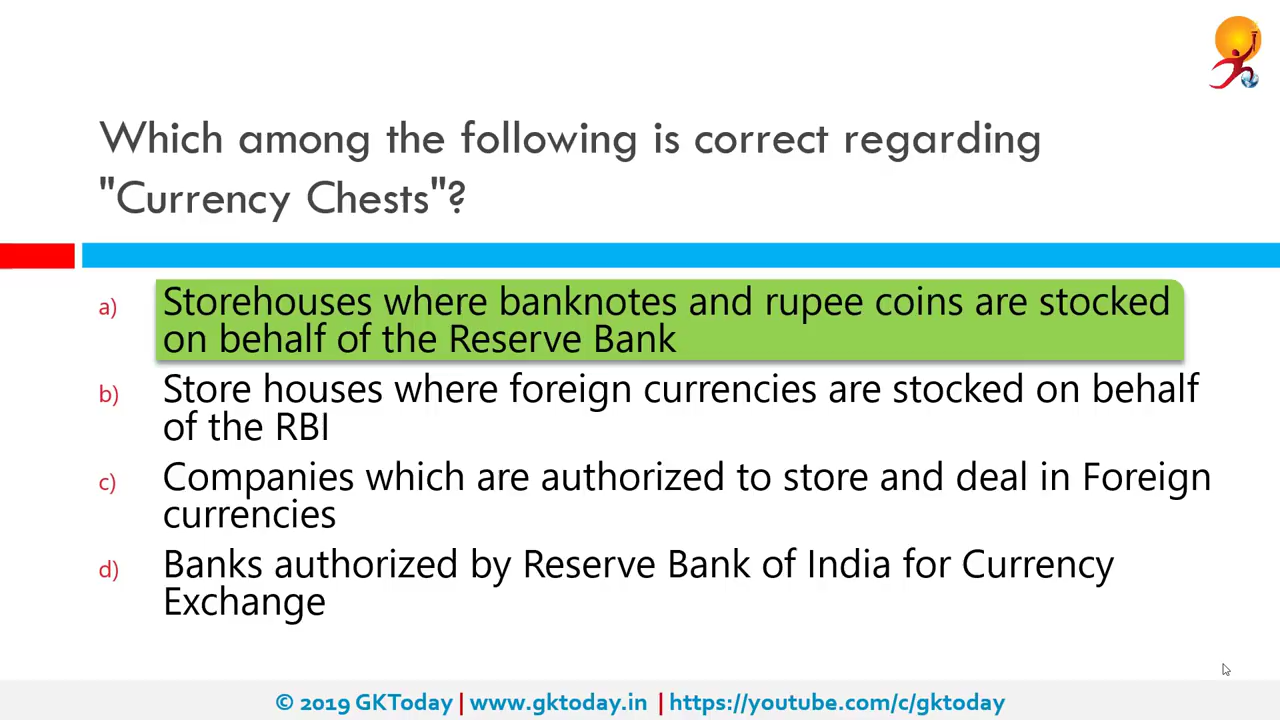 Which among the following is correct regarding
"Currency Chests"?
a) Storehouses where banknotes and rupee coins are stocked
on behalf of the Reserve Bank
b) Store houses where foreign currencies are stocked on behalf
of the RBI
c) Companies which are authorized to store and deal in Foreign
currencies
d) Banks authorized by Reserve Bank of India for Currency
Exchange
© 2019 GKToday | www.gktoday.in | https://youtube.com/c/gktoday